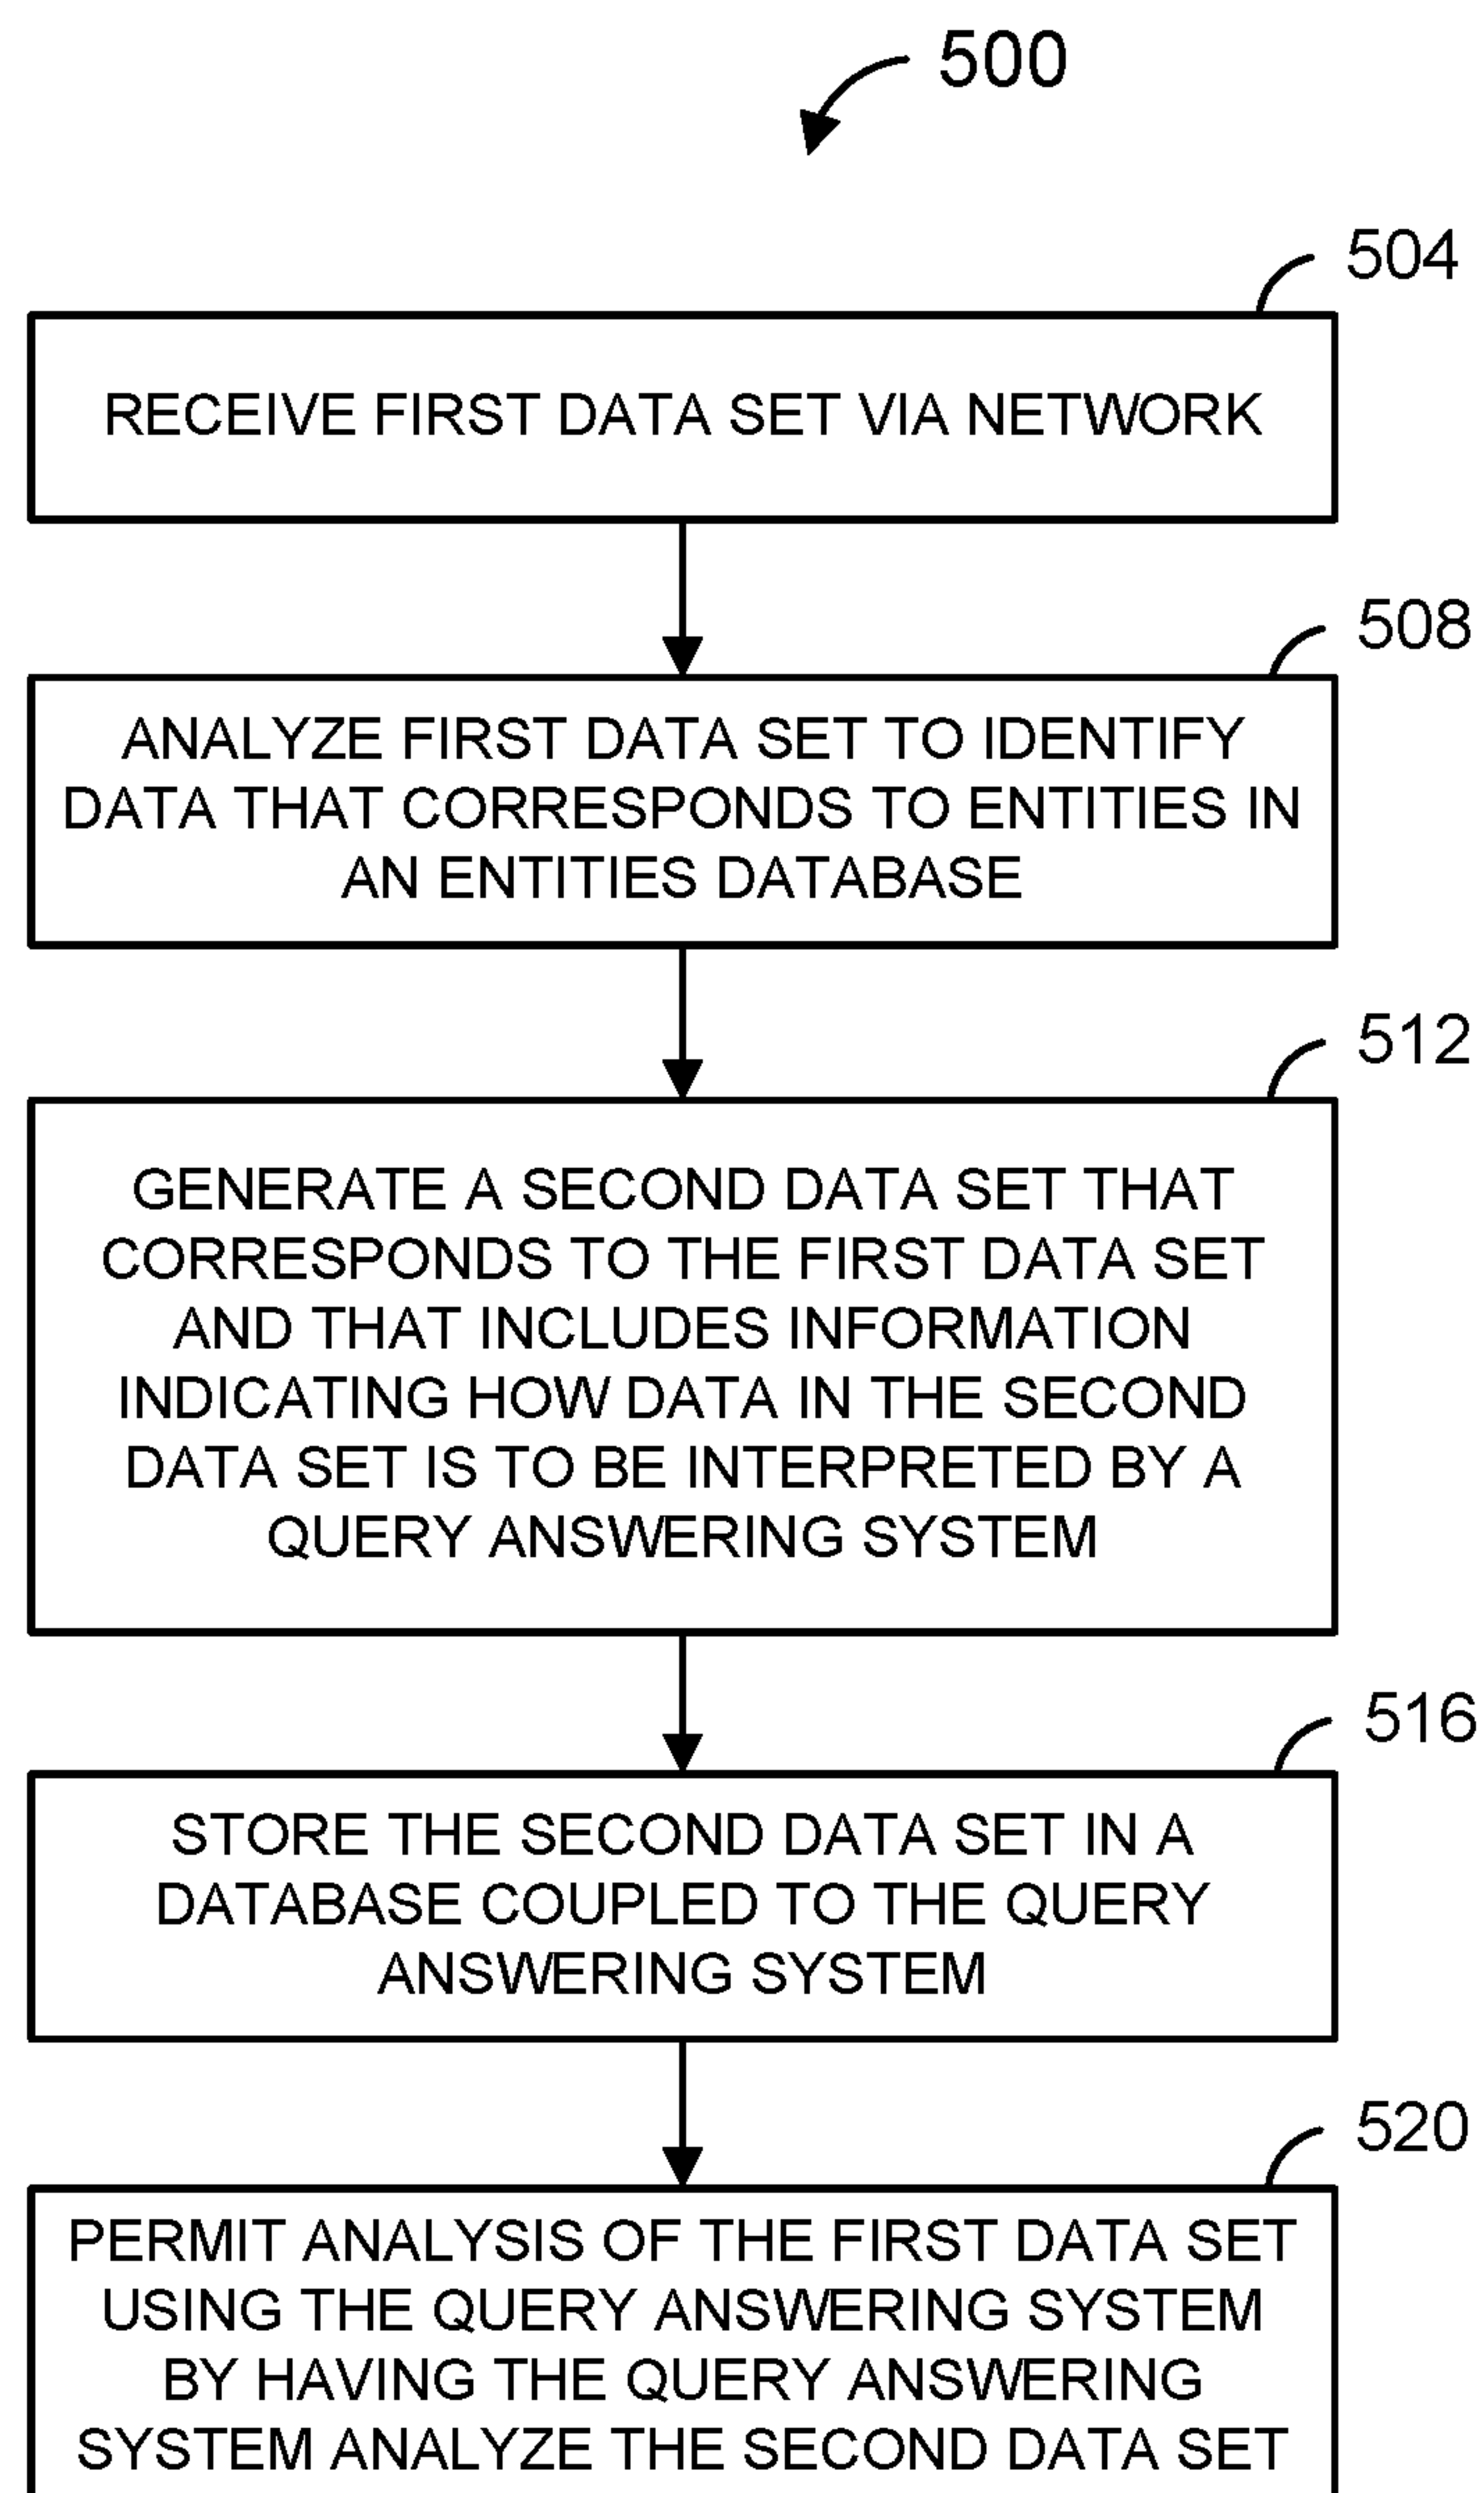 500
504
RECEIVE FIRST DATA SET VIA NETWORK
508
ANALYZE FIRST DATA SET TO IDENTIFY
DATA THAT CORRESPONDS TO ENTITIES IN
AN ENTITIES DATABASE
512
GENERATE A SECOND DATA SET THAT
CORRESPONDS TO THE FIRST DATA SET
AND THAT INCLUDES INFORMATION
INDICATING HOW DATA IN THE SECOND
DATA SET IS TO BE INTERPRETED BY A
QUERY ANSWERING SYSTEM
516
STORE THE SECOND DATA SET IN A
DATABASE COUPLED TO THE QUERY
ANSWERING SYSTEM
520
PERMIT ANALYSIS OF THE FIRST DATA SET
USING THE QUERY ANSWERING SYSTEM
BY HAVING THE QUERY ANSWERING
SYSTEM ANALYZE THE SECOND DATA SET